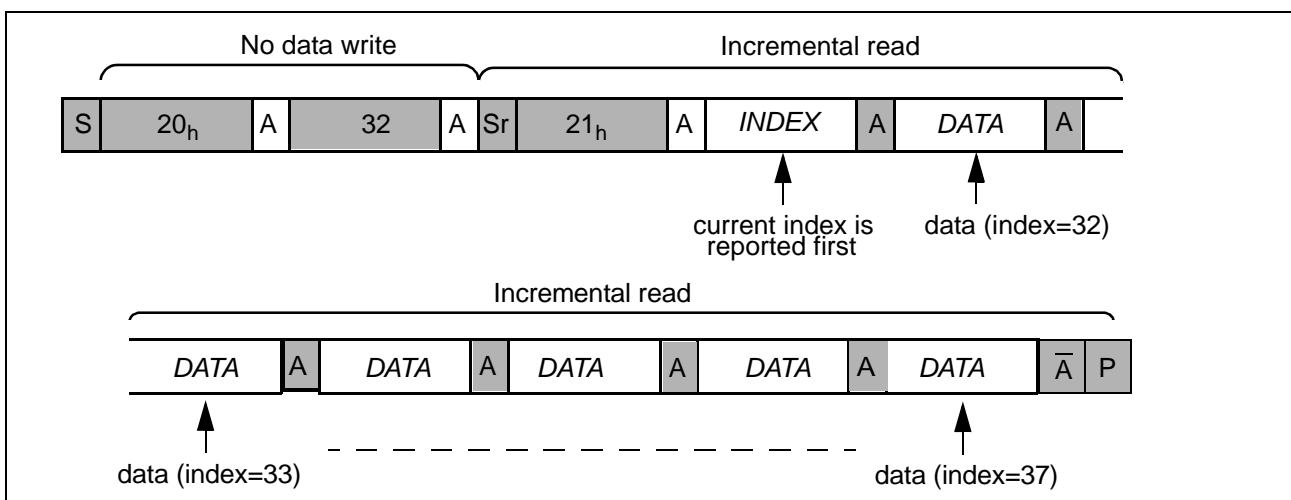 No data write Incremental read
S 20h A 32 A Sr 21h A INDEX A DATA A
current index is data (index=32)
reported first
Incremental read
DATA A DATA A DATA A DATA A DATA A̅ P
data (index=33) data (index=37)